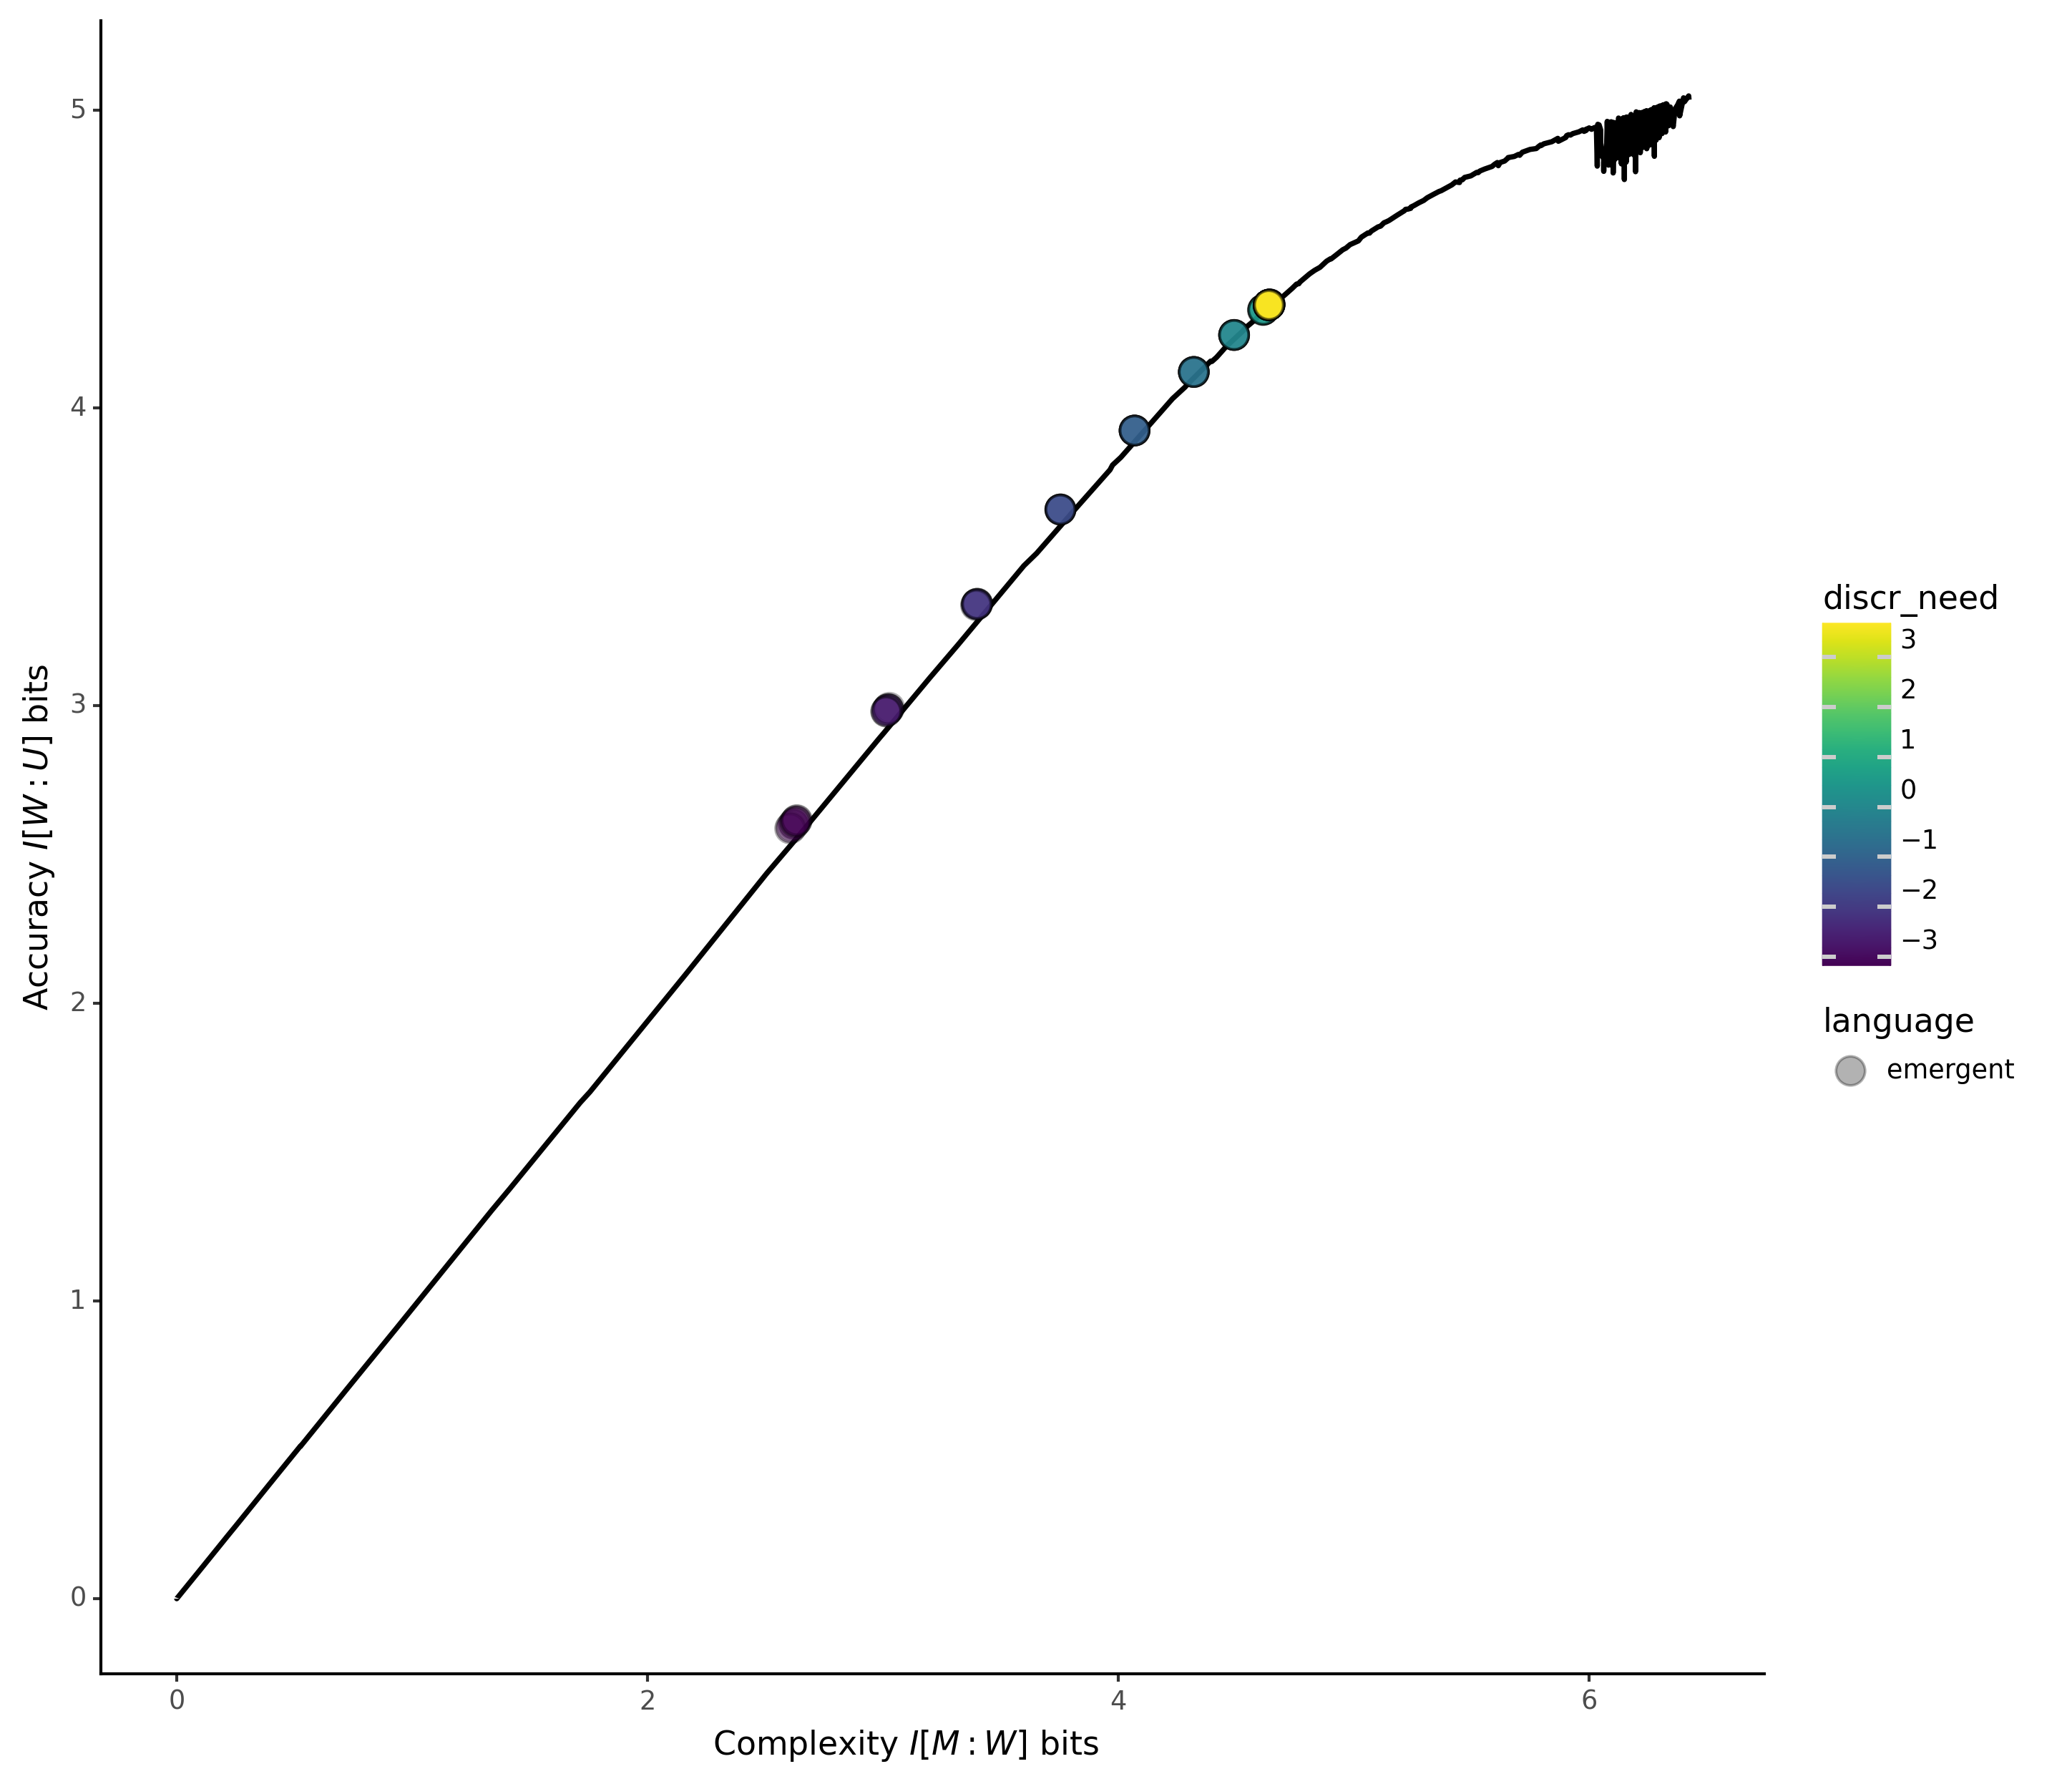 5
4
3
2
1
0
Accuracy I[W : U] bits
0 2 4 6
Complexity I[M : W] bits
discr_need
3
2
1
0
−1
−2
−3
language
emergent